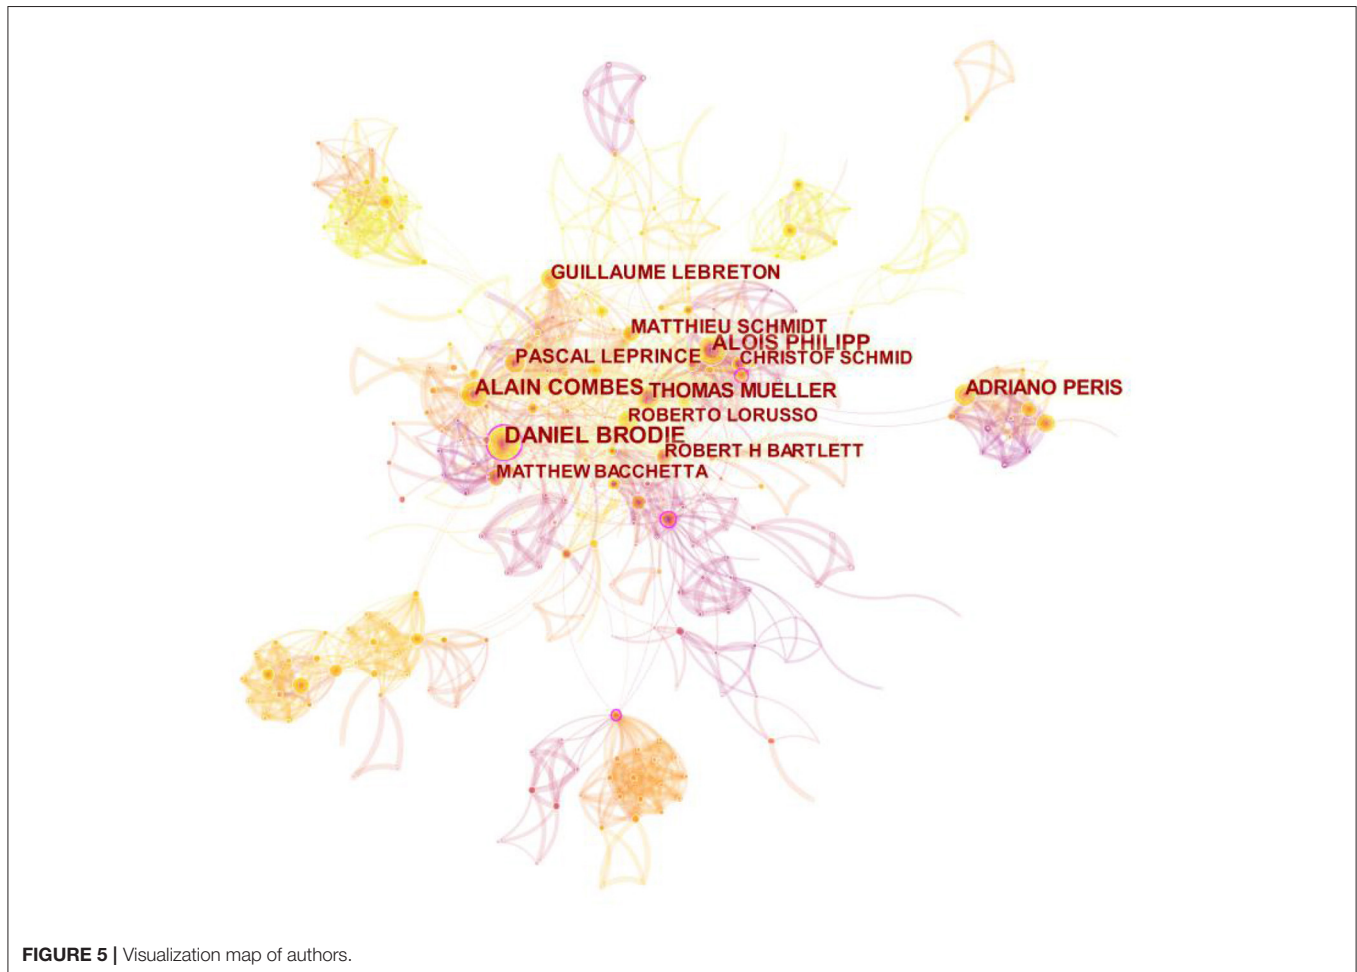 GUILLAUME LEBRETON
MATTHIEU SCHMIDT
ALOIS PHILIPP
PASCAL LEPRINCE
CHRISTOF SCHMID
ALAIN COMBES
THOMAS MUELLER
ADRIANO PERIS
ROBERTO LORUSSO
DANIEL BRODIE
ROBERT H BARTLETT
MATTHEW BACCHETTA
FIGURE 5 | Visualization map of authors.